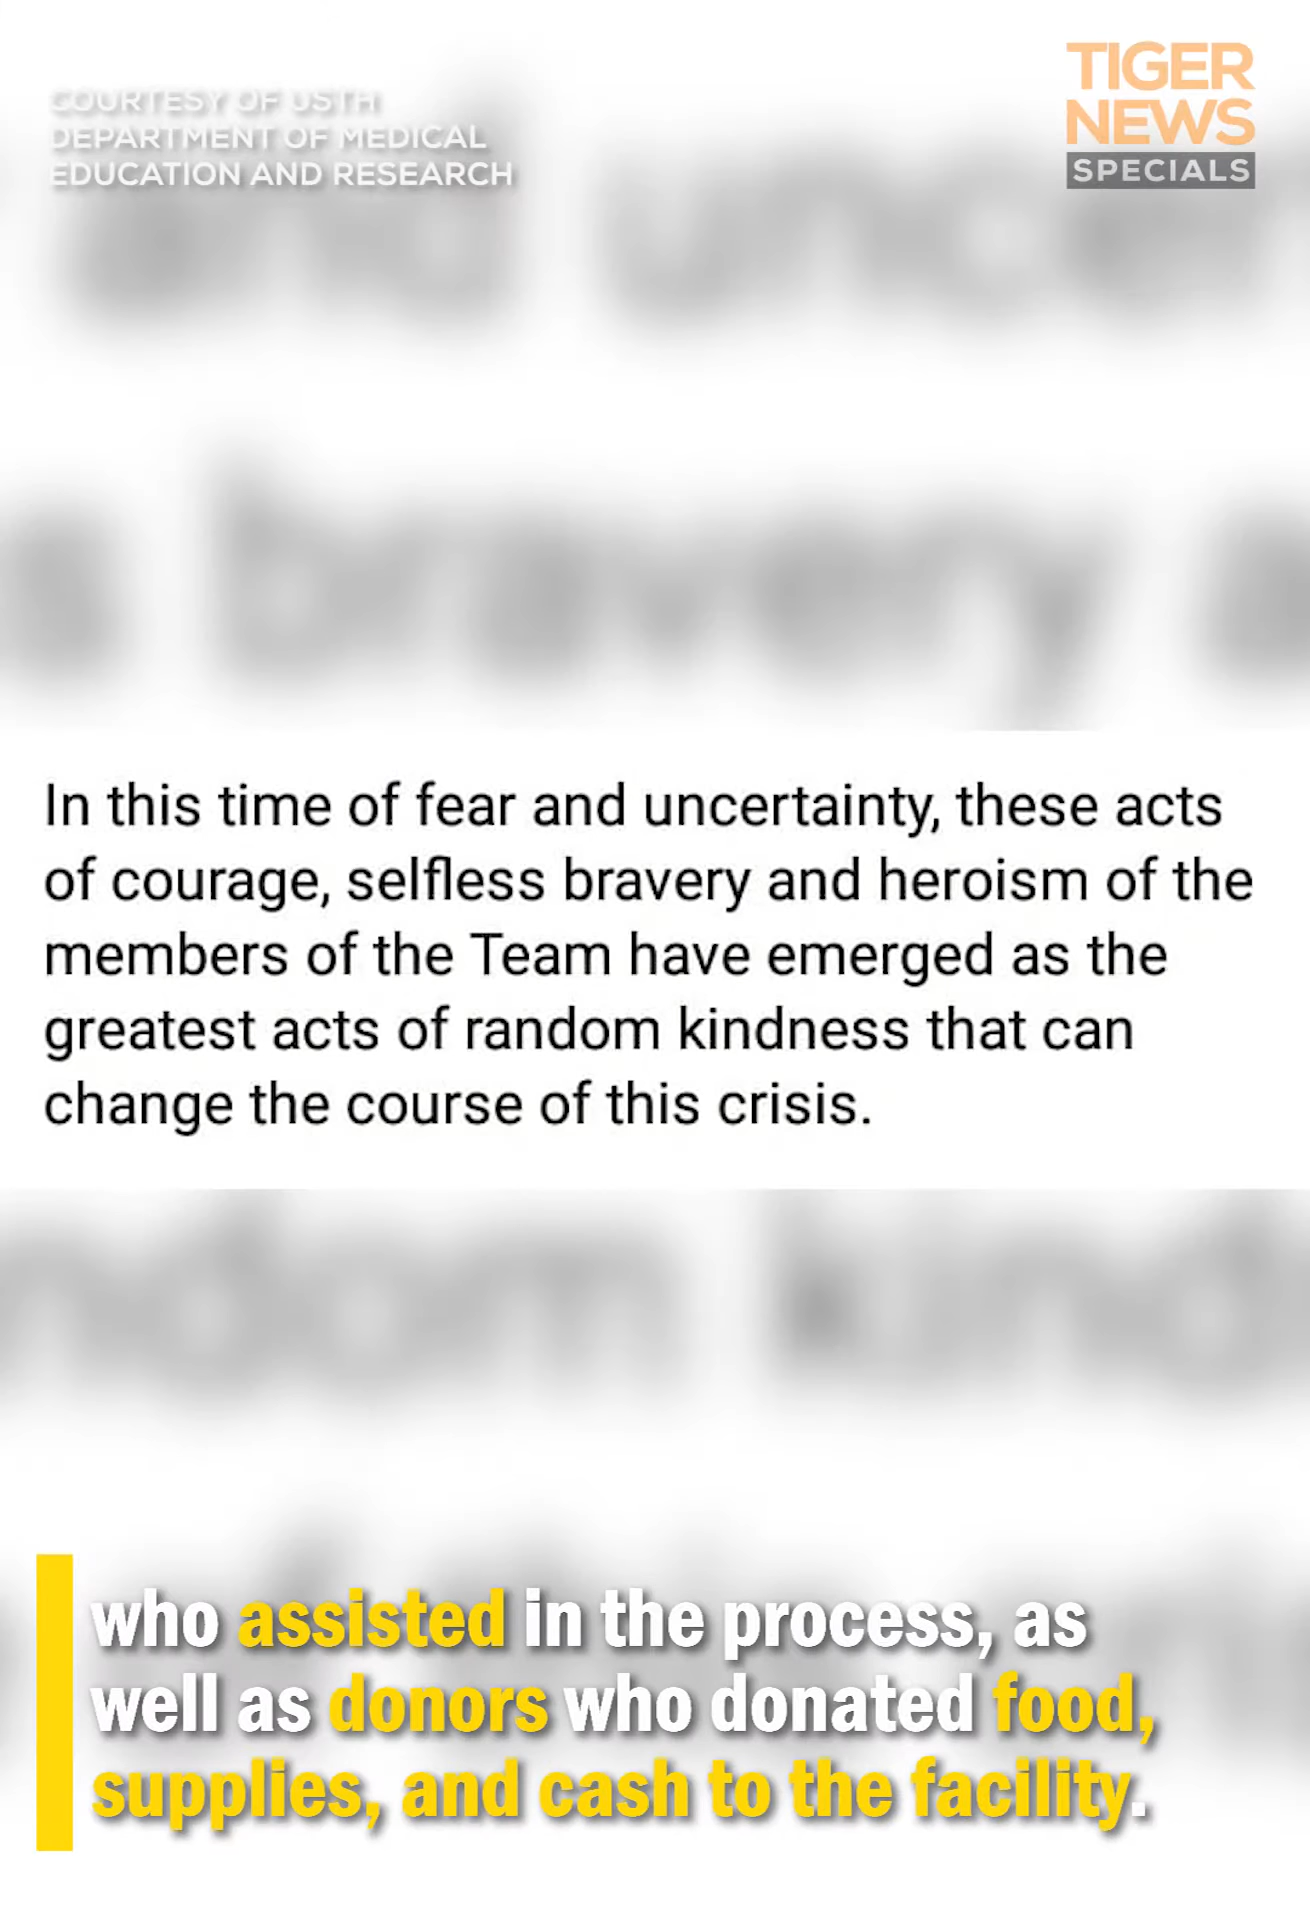 COURTESY OF USTH
DEPARTMENT OF MEDICAL
EDUCATION AND RESEARCH
TIGER
NEWS
SPECIALS
and
bravery
In this time of fear and uncertainty, these acts
of courage, selfless bravery and heroism of the
members of the Team have emerged as the
greatest acts of random kindness that can
change the course of this crisis.
who assisted in the process, as
well as donors who donated food,
supplies, and cash to the facility.